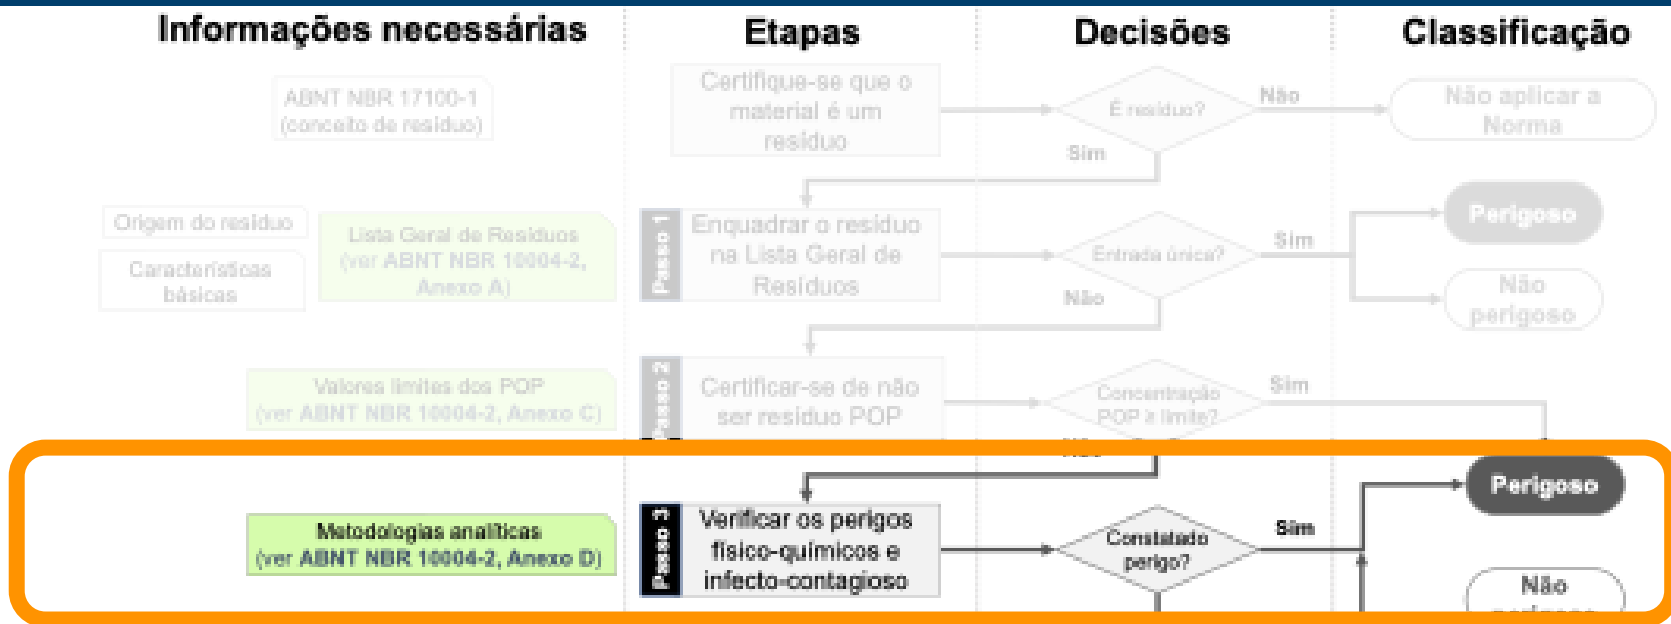 Informações necessárias
Etapas
Decisões
Classificação
ABNT NBR 17100-1
(conceito de resíduo)
Certifique-se que o
material é um
resíduo
É resíduo?
Não
Não aplicar a
Norma
Sim
Origem do resíduo
Características
básicas
Lista Geral de Resíduos
(ver ABNT NBR 10004-2,
Anexo A)
Passo 1
Enquadrar o resíduo
na Lista Geral de
Resíduos
Entrada única?
Sim
Perigoso
Não
perigoso
Não
Valores limites dos POP
(ver ABNT NBR 10004-2, Anexo C)
Passo 2
Certificar-se de não
ser resíduo POP
Concentração
POP ≥ limite?
Sim
Não
Metodologias analíticas
(ver ABNT NBR 10004-2, Anexo D)
Passo 3
Verificar os perigos
físico-químicos e
infecto-contagioso
Constatado
perigo?
Sim
Perigoso
Não